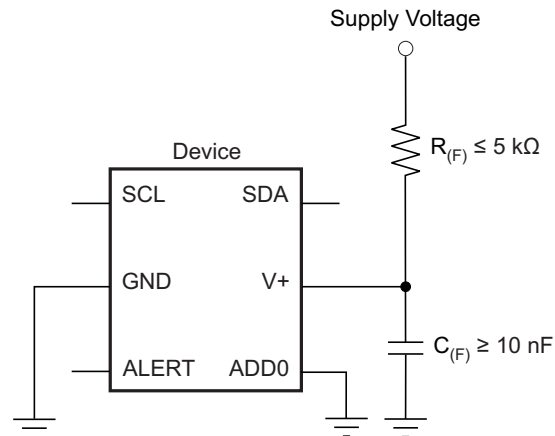 Supply Voltage
R(F) ≤ 5 kΩ
Device
SCL SDA
GND V+
C(F) ≥ 10 nF
ALERT ADD0